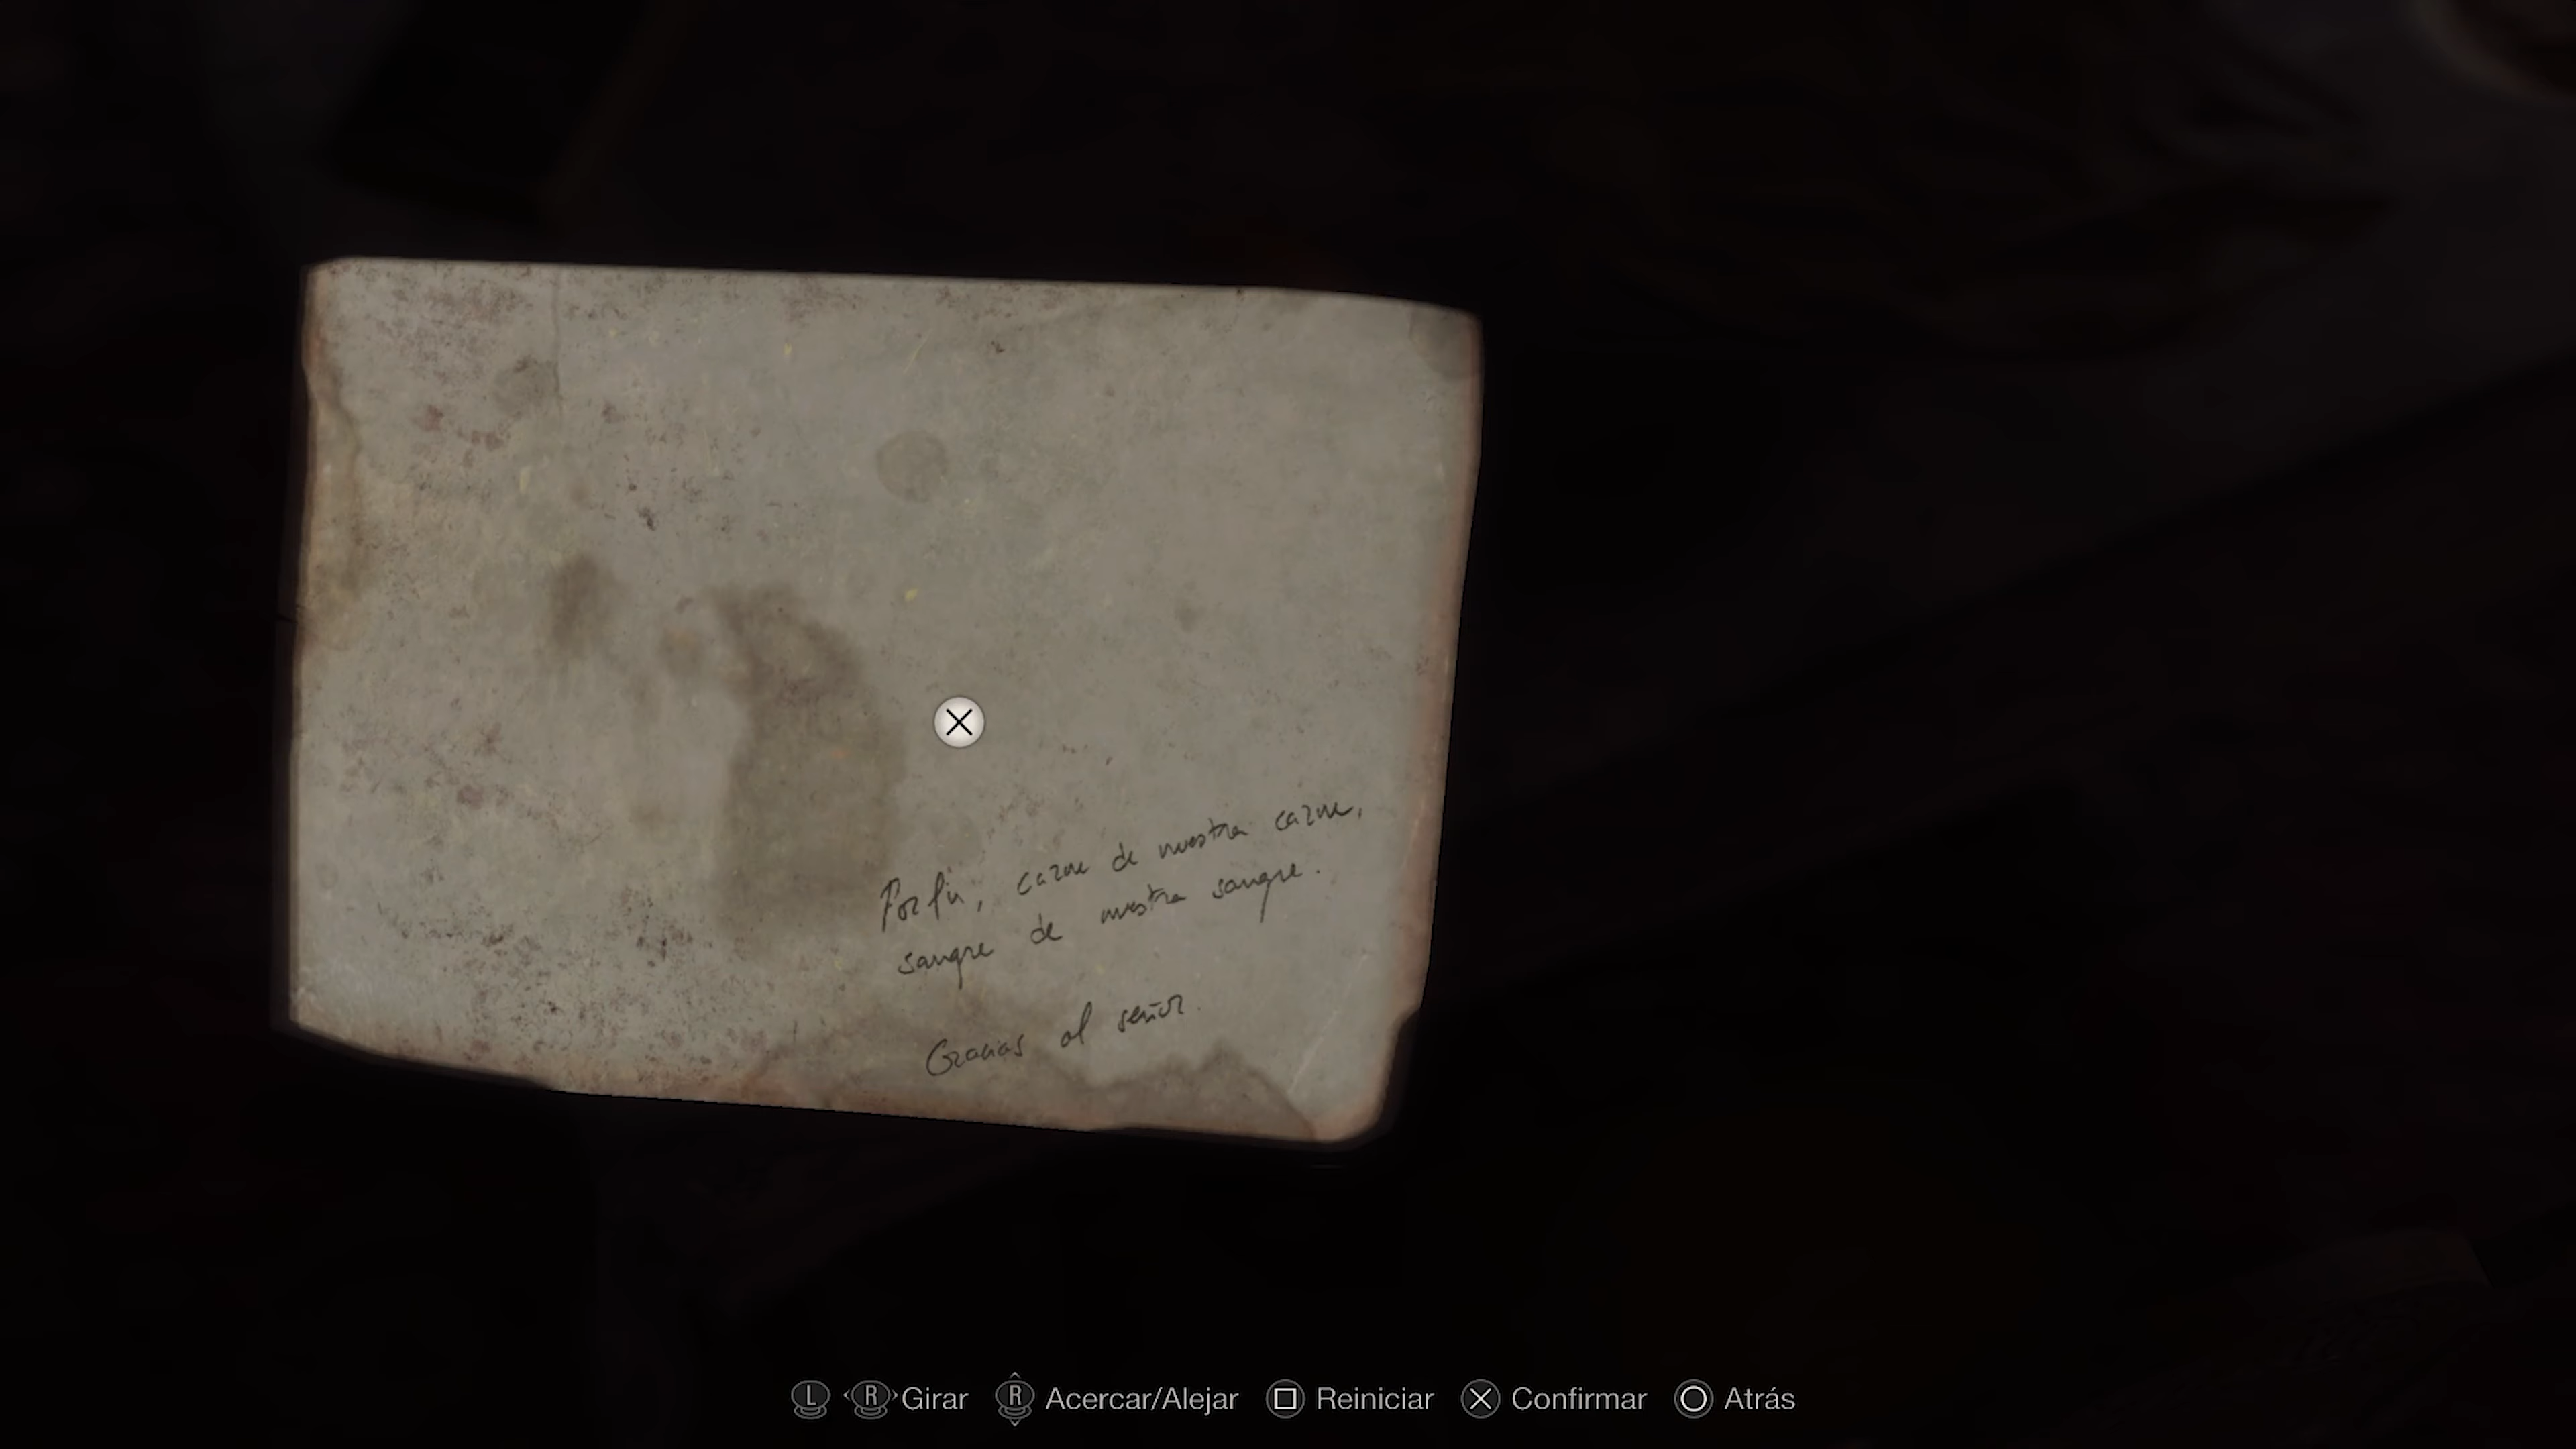 Por fin, carne de nuestra carne,
sangre de nuestra sangre.
Gracias al señor.
L R Girar R Acercar/Alejar Reiniciar Confirmar Atrás